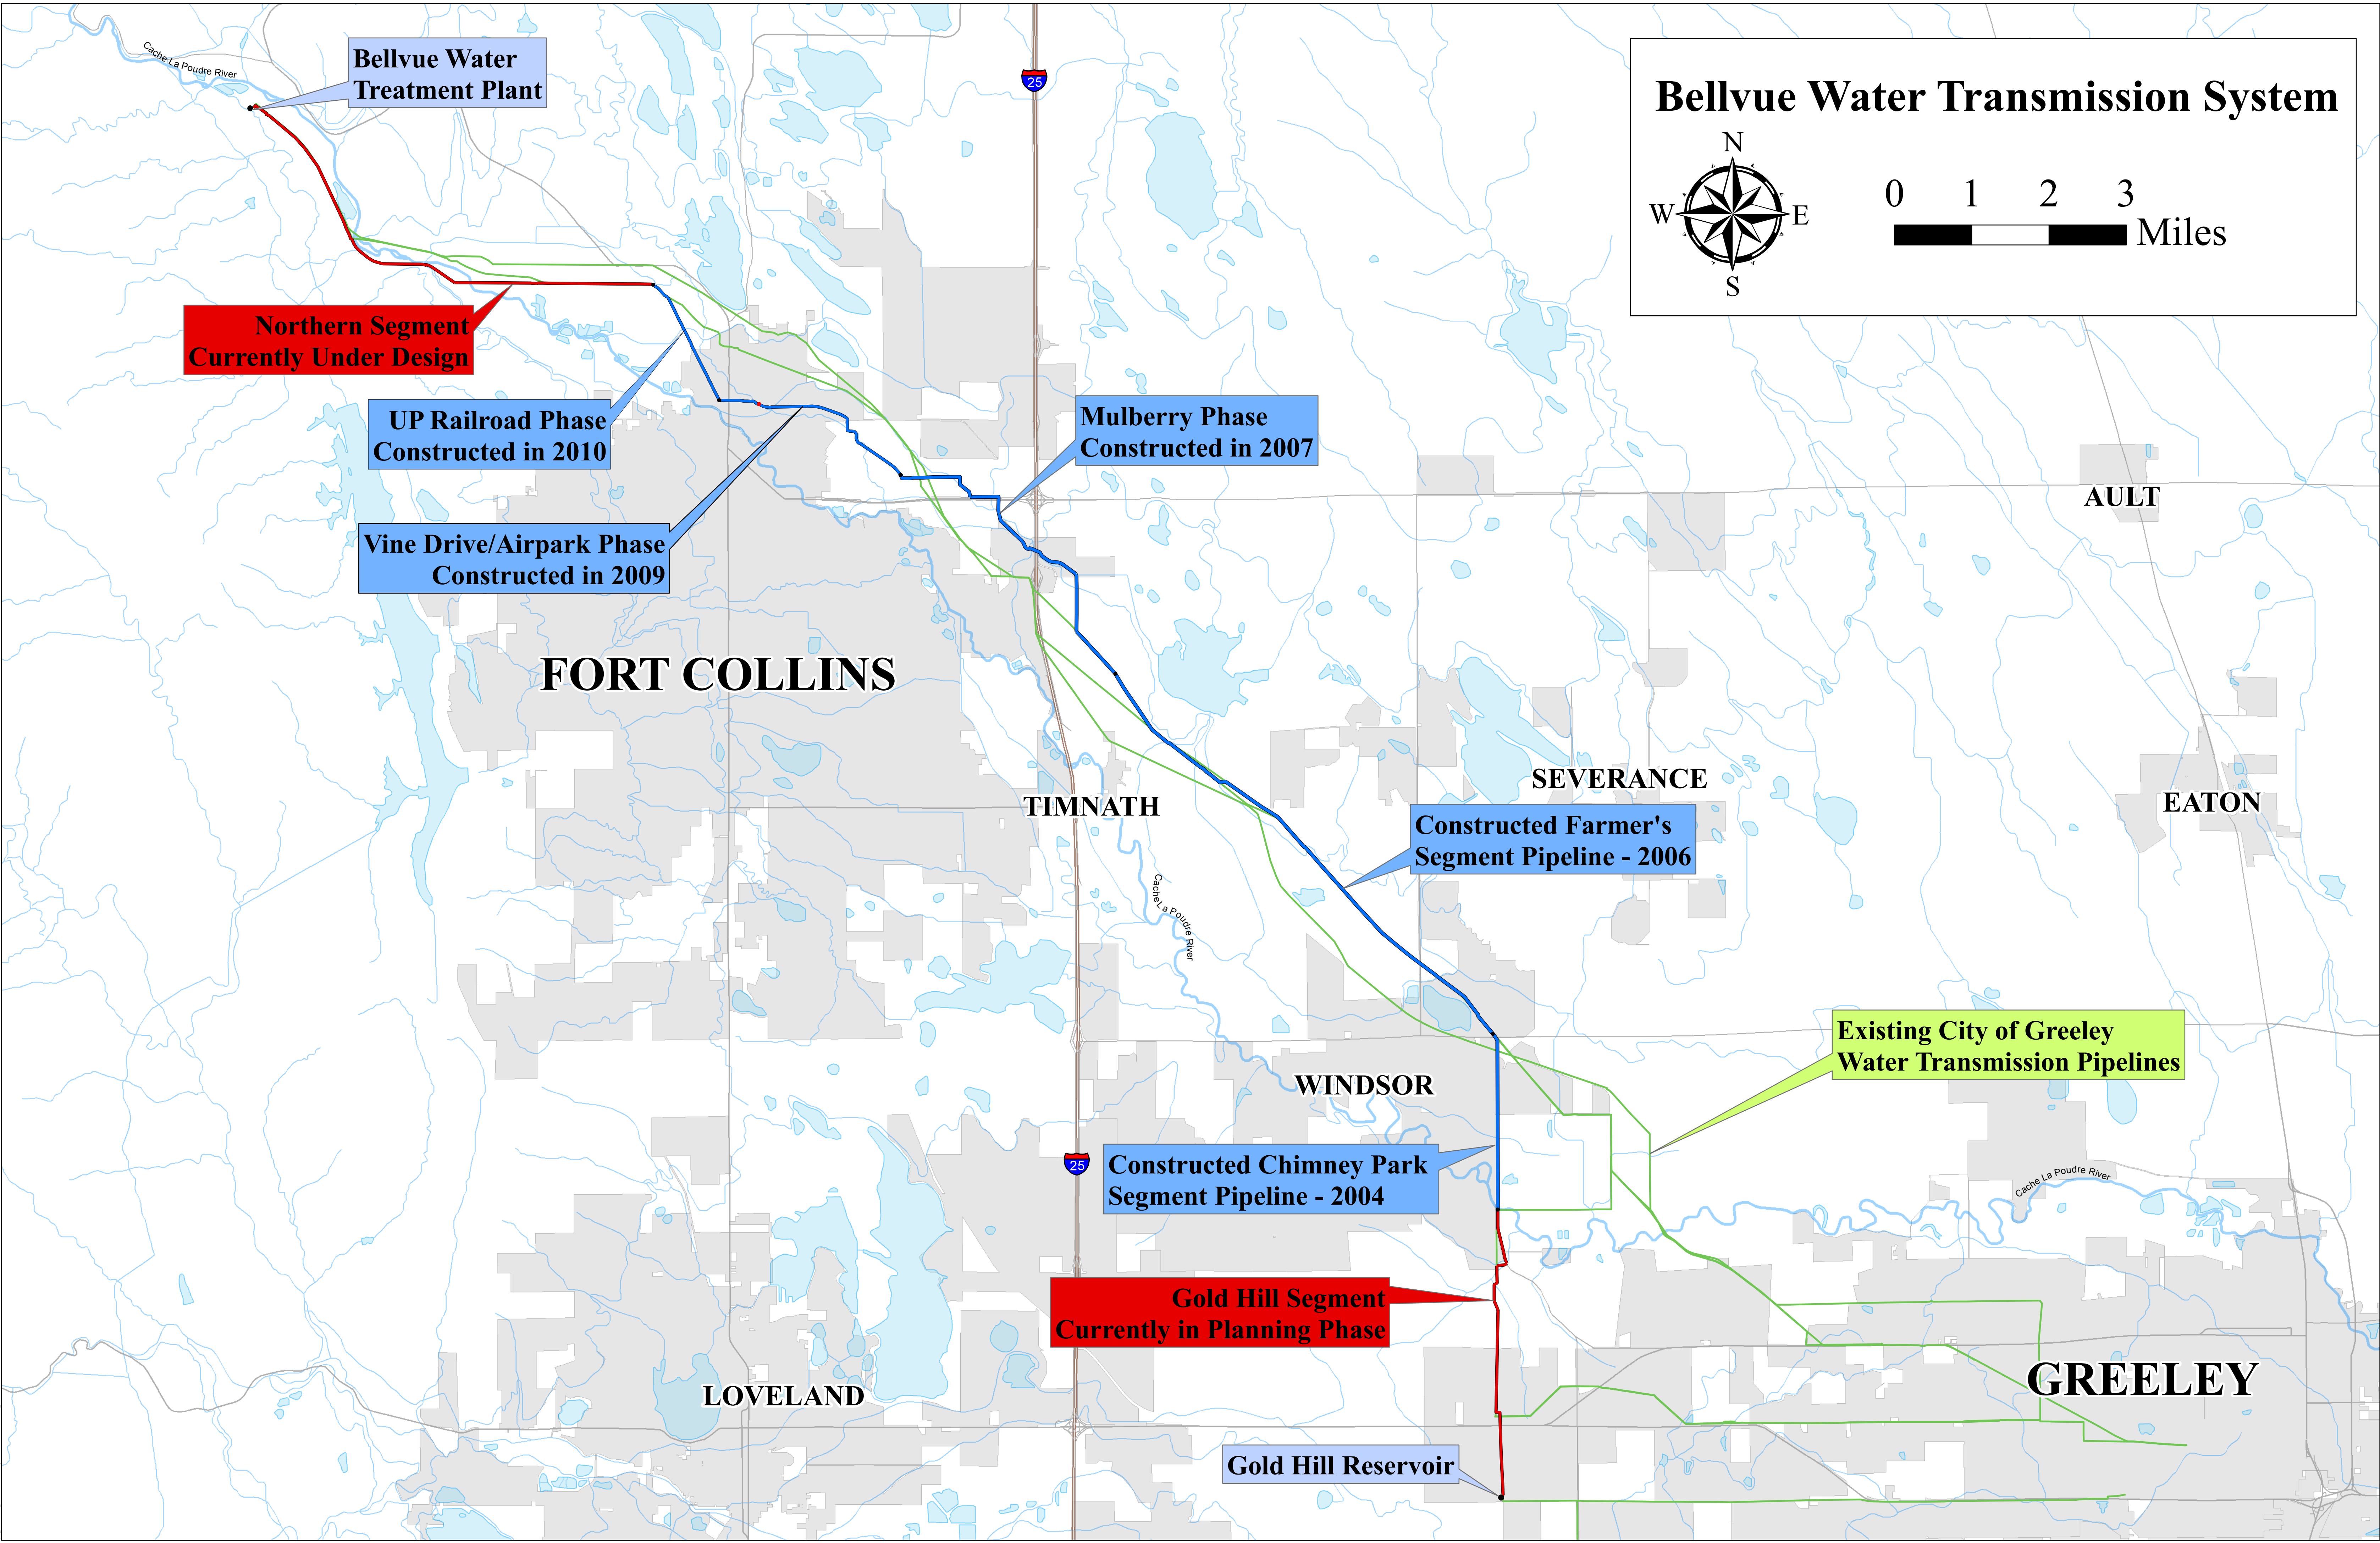 Cache La Poudre River
Bellvue Water
Treatment Plant
25
Bellvue Water Transmission System
N
W
E
S
0 1 2 3
Miles
Northern Segment
Currently Under Design
UP Railroad Phase
Constructed in 2010
Mulberry Phase
Constructed in 2007
AULT
Vine Drive/Airpark Phase
Constructed in 2009
FORT COLLINS
SEVERANCE
TIMNATH
EATON
Constructed Farmer's
Segment Pipeline - 2006
Cache La Poudre River
Existing City of Greeley
Water Transmission Pipelines
WINDSOR
Constructed Chimney Park
Segment Pipeline - 2004
25
Cache La Poudre River
Gold Hill Segment
Currently in Planning Phase
GREELEY
LOVELAND
Gold Hill Reservoir